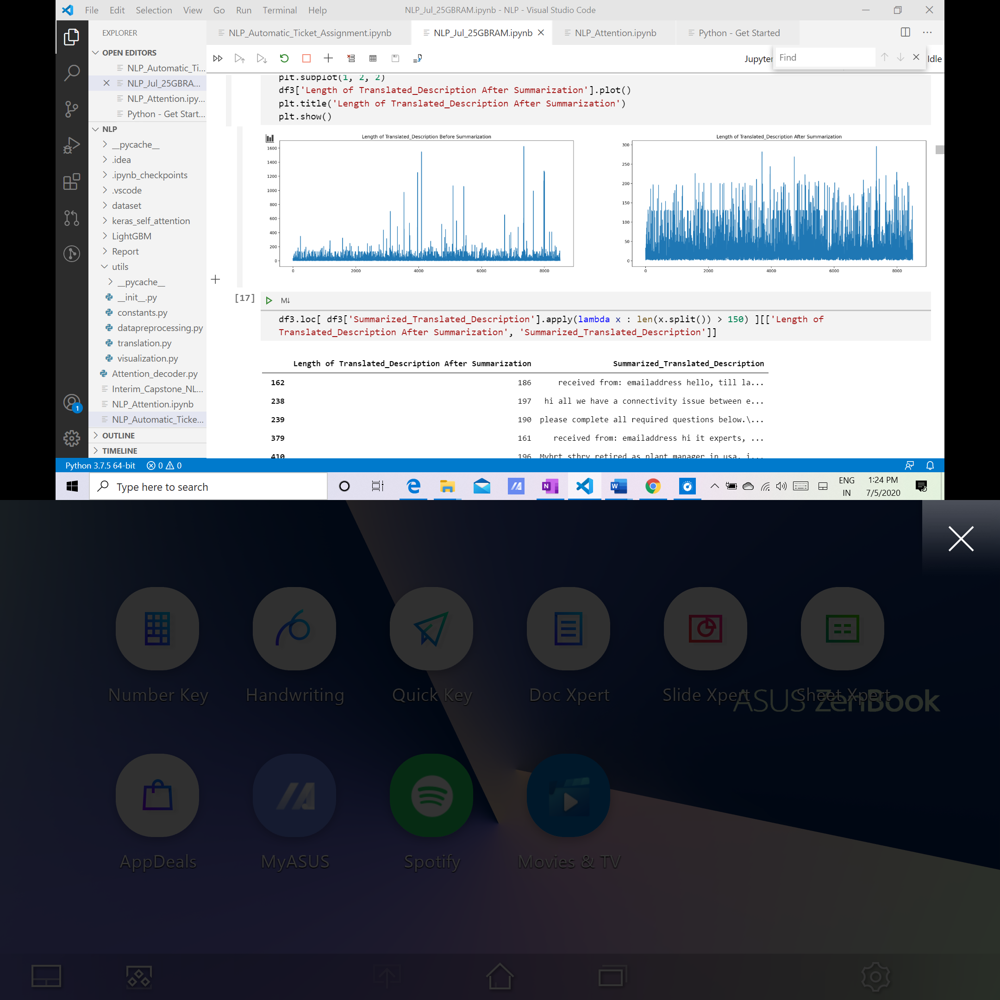 File Edit Selection View Go Run Terminal Help NLP_Jul_25GBRAM.ipynb - NLP - Visual Studio Code
EXPLORER
OPEN EDITORS
NLP_Automatic_Ti...
NLP_Jul_25GBRA...
NLP_Attention.ipy...
Python - Get Start...
NLP
__pycache__
.idea
.ipynb_checkpoints
.vscode
dataset
keras_self_attention
LightGBM
Report
utils
__pycache__
__init__.py
constants.py
datapreprocessing.py
translation.py
visualization.py
Attention_decoder.py
Interim_Capstone_NL...
NLP_Attention.ipynb
NLP_Automatic_Ticke...
OUTLINE
TIMELINE
1
NLP_Automatic_Ticket_Assignment.ipynb NLP_Jul_25GBRAM.ipynb NLP_Attention.ipynb Python - Get Started
Jupyter Find Idle
plt.subplot(1, 2, 2)
df3['Length of Translated_Description After Summarization'].plot()
plt.title('Length of Translated_Description After Summarization')
plt.show()
Length of Translated_Description Before Summarization
1600
1400
1200
1000
800
600
400
200
0
0 2000 4000 6000 8000
Length of Translated_Description After Summarization
300
250
200
150
100
50
0
0 2000 4000 6000 8000
[17] M↓
df3.loc[ df3['Summarized_Translated_Description'].apply(lambda x : len(x.split()) > 150) ][['Length of
Translated_Description After Summarization', 'Summarized_Translated_Description']]
Length of Translated_Description After Summarization Summarized_Translated_Description
162 186 received from: emailaddress hello, till la...
238 197 hi all we have a connectivity issue between e...
239 190 please complete all required questions below.\...
379 161 received from: emailaddress hi it experts, ...
410 196 Myhrt sthry retired as plant manager in usa. i...
Python 3.7.5 64-bit 0 0
Type here to search
ENG
IN
1:24 PM
7/5/2020
Number Key Handwriting Quick Key Doc Xpert Slide Xpert Sheet Xpert
ASUS ZenBook
AppDeals MyASUS Spotify Movies & TV